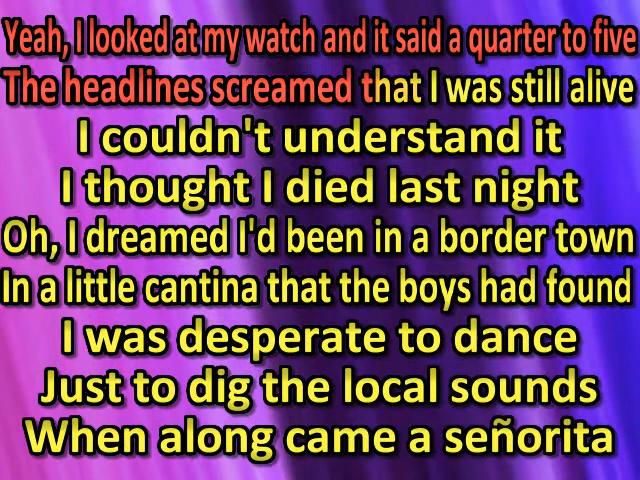 Yeah, I looked at my watch and it said a quarter to five
The headlines screamed that I was still alive
I couldn't understand it
I thought I died last night
Oh, I dreamed I'd been in a border town
In a little cantina that the boys had found
I was desperate to dance
Just to dig the local sounds
When along came a señorita